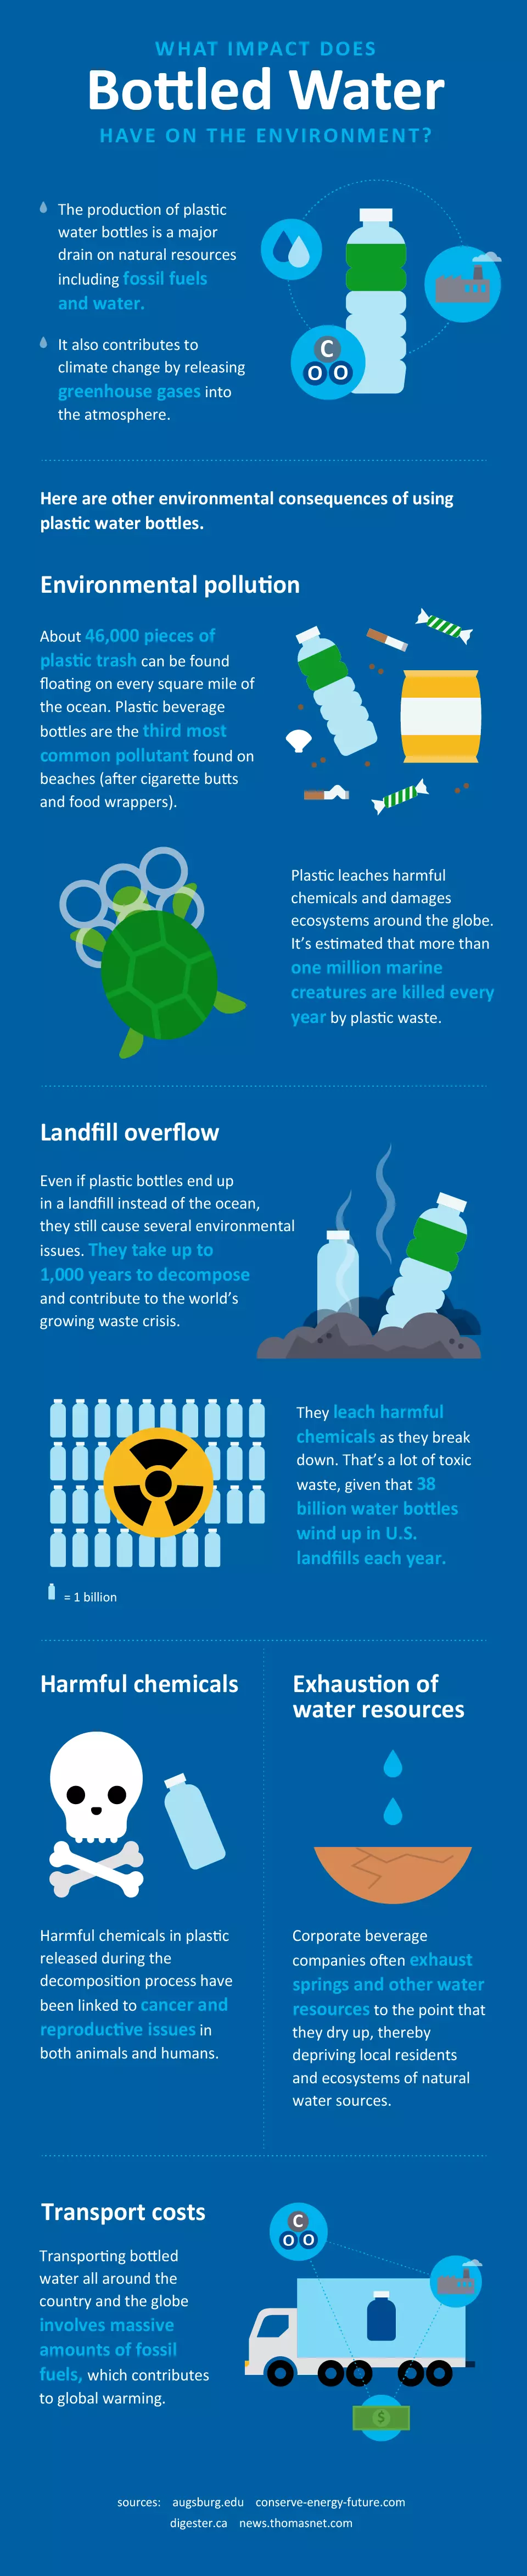 WHAT IMPACT DOES
Bottled Water
HAVE ON THE ENVIRONMENT?
The production of plastic
water bottles is a major
drain on natural resources
including fossil fuels
and water.
It also contributes to
climate change by releasing
greenhouse gases into
the atmosphere.
C
O O
Here are other environmental consequences of using
plastic water bottles.
Environmental pollution
About 46,000 pieces of
plastic trash can be found
floating on every square mile of
the ocean. Plastic beverage
bottles are the third most
common pollutant found on
beaches (after cigarette butts
and food wrappers).
Plastic leaches harmful
chemicals and damages
ecosystems around the globe.
It’s estimated that more than
one million marine
creatures are killed every
year by plastic waste.
Landfill overflow
Even if plastic bottles end up
in a landfill instead of the ocean,
they still cause several environmental
issues. They take up to
1,000 years to decompose
and contribute to the world’s
growing waste crisis.
They leach harmful
chemicals as they break
down. That’s a lot of toxic
waste, given that 38
billion water bottles
wind up in U.S.
landfills each year.
= 1 billion
Harmful chemicals
Harmful chemicals in plastic
released during the
decomposition process have
been linked to cancer and
reproductive issues in
both animals and humans.
Exhaustion of
water resources
Corporate beverage
companies often exhaust
springs and other water
resources to the point that
they dry up, thereby
depriving local residents
and ecosystems of natural
water sources.
Transport costs
Transporting bottled
water all around the
country and the globe
involves massive
amounts of fossil
fuels, which contributes
to global warming.
C
O O
$
sources: augsburg.edu conserve-energy-future.com
digester.ca news.thomasnet.com